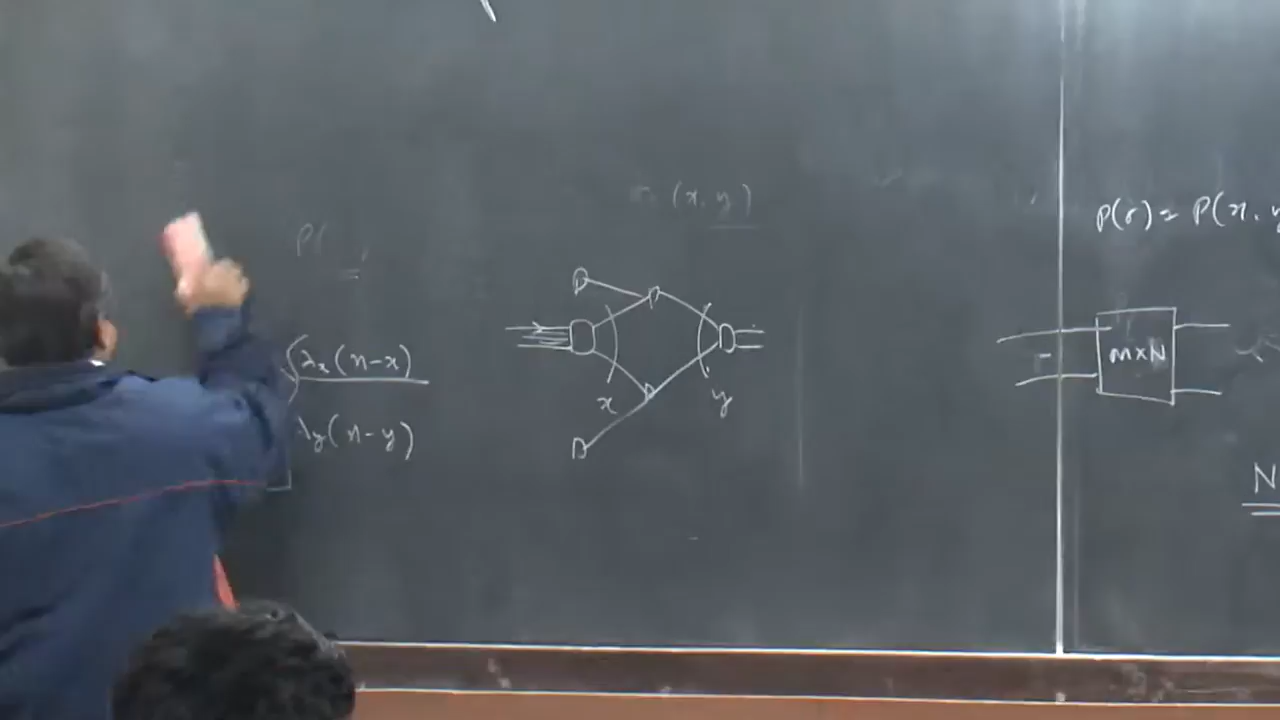 (x, y)
P(
λx(n-x)
λy(n-y)
x
y
P(r) = P(x, y
M×N
N